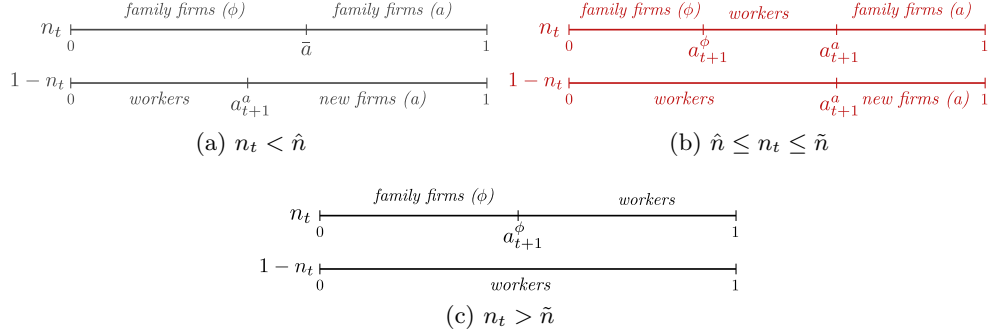 family firms (ϕ) family firms (a)
n_t
0 ā 1
1 − n_t
0 workers a^a_{t+1} new firms (a) 1
(a) n_t < n̂
family firms (ϕ) workers family firms (a)
n_t
0 a^ϕ_{t+1} a^a_{t+1} 1
1 − n_t
0 workers a^a_{t+1} new firms (a) 1
(b) n̂ ≤ n_t ≤ ñ
family firms (ϕ) workers
n_t
0 a^ϕ_{t+1} 1
1 − n_t
0 workers 1
(c) n_t > ñ